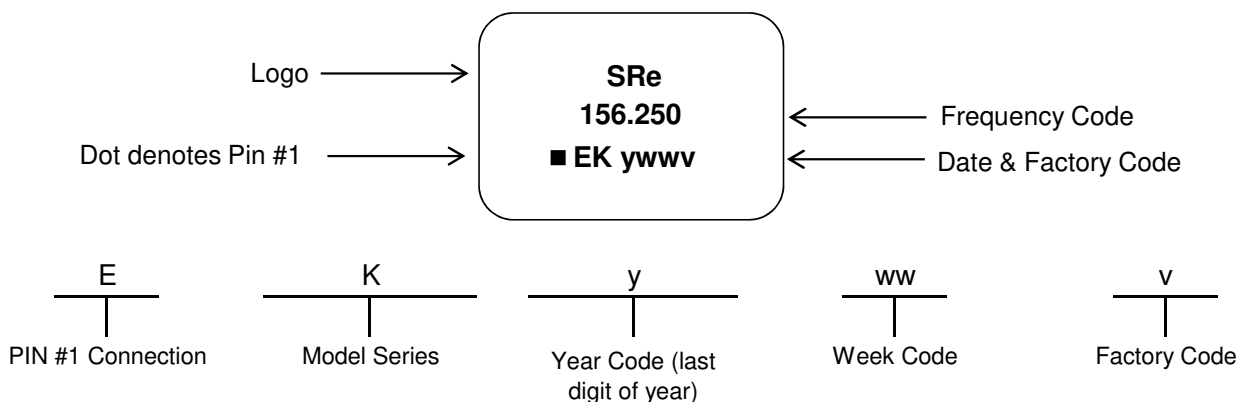 Logo
SRe
156.250
Frequency Code
Dot denotes Pin #1
■ EK ywwv
Date & Factory Code
E K y ww v
PIN #1 Connection
Model Series
Year Code (last
digit of year)
Week Code
Factory Code